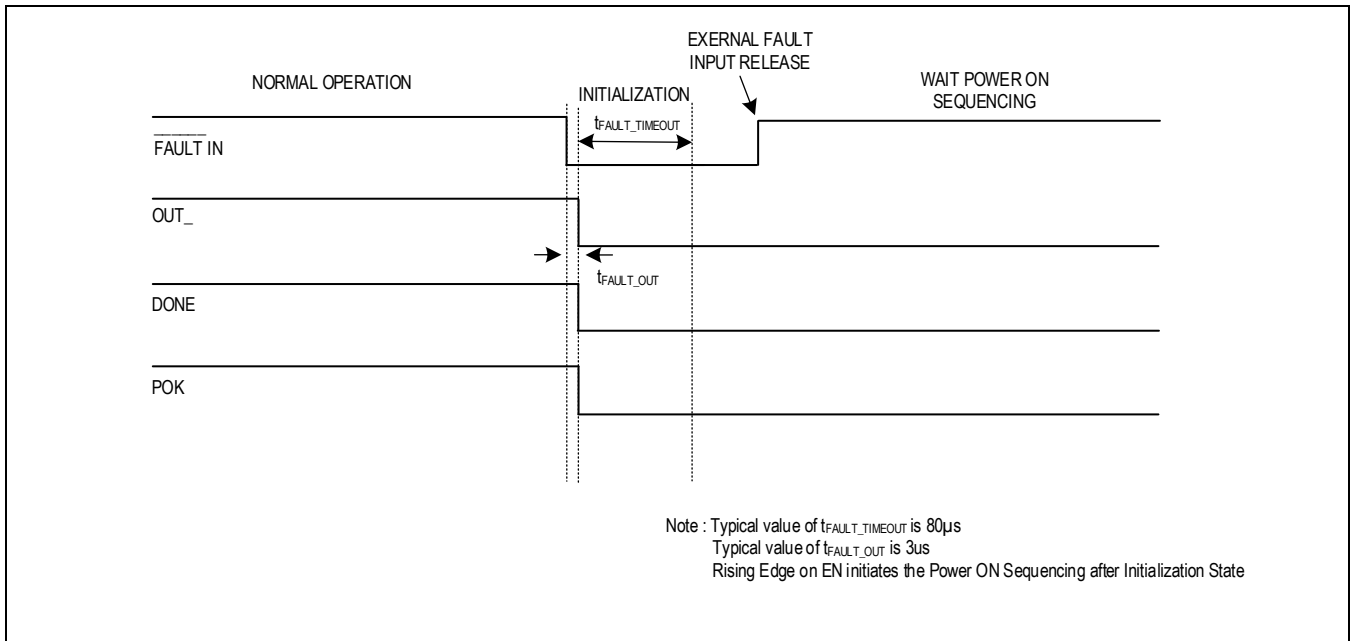 EXERNAL FAULT
INPUT RELEASE
NORMAL OPERATION
WAIT POWER ON
SEQUENCING
INITIALIZATION
tFAULT_TIMEOUT
FAULT IN
OUT_
tFAULT_OUT
DONE
POK
Note : Typical value of tFAULT_TIMEOUT is 80µs
Typical value of tFAULT_OUT is 3us
Rising Edge on EN initiates the Power ON Sequencing after Initialization State